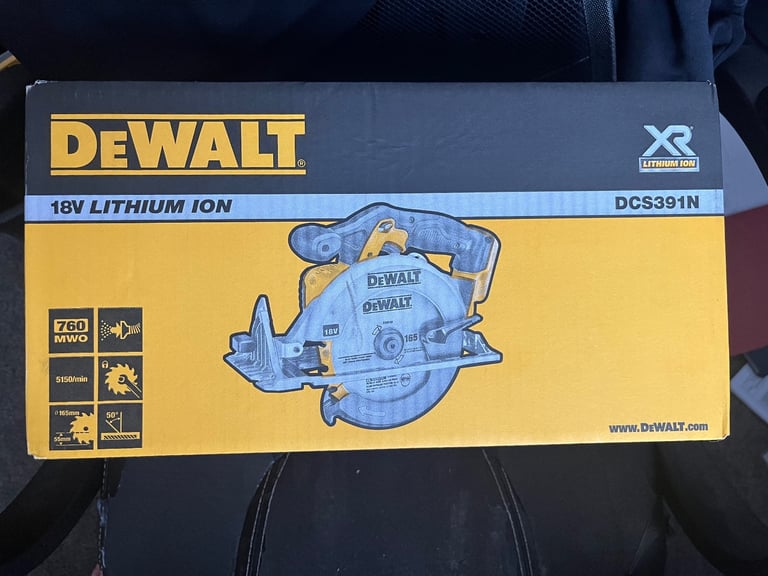 DEWALT®
XR
LITHIUM ION
18V LITHIUM ION
DCS391N
DEWALT
DEWALT
18V
165
760
MWO
5150/min
Ø165mm
55mm
50°
www.DEWALT.com